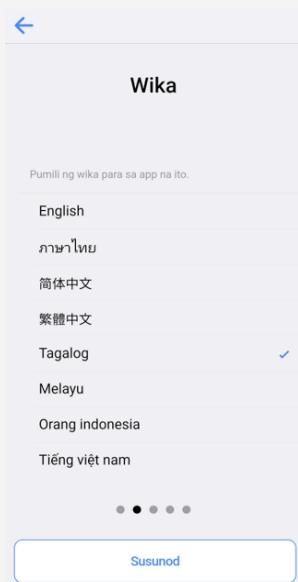 Wika
Pumili ng wika para sa app na ito.
English
ภาษาไทย
简体中文
繁體中文
Tagalog
Melayu
Orang indonesia
Tiếng việt nam
Susunod